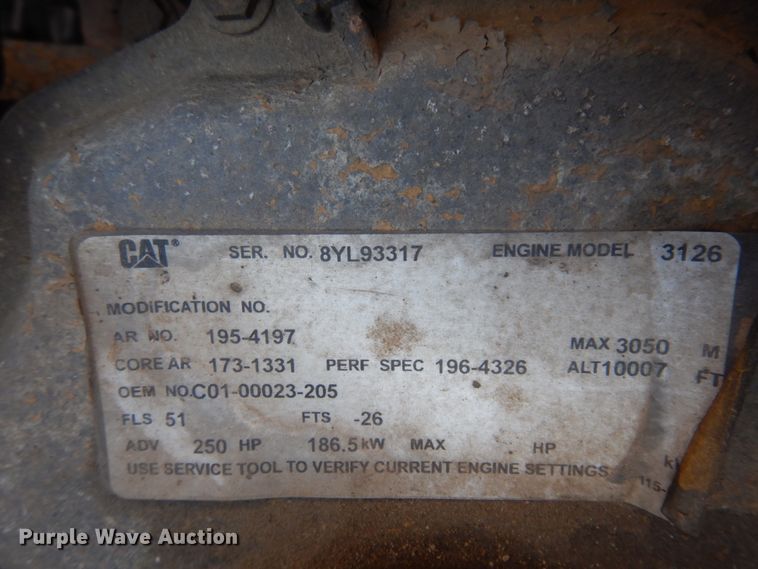 CAT® SER. NO. 8YL93317 ENGINE MODEL 3126
MODIFICATION NO.
AR NO. 195-4197 MAX 3050 M
CORE AR 173-1331 PERF SPEC 196-4326 ALT10007 FT
OEM NO.C01-00023-205
FLS 51 FTS -26
ADV 250 HP 186.5kW MAX HP
USE SERVICE TOOL TO VERIFY CURRENT ENGINE SETTINGS
Purple Wave Auction